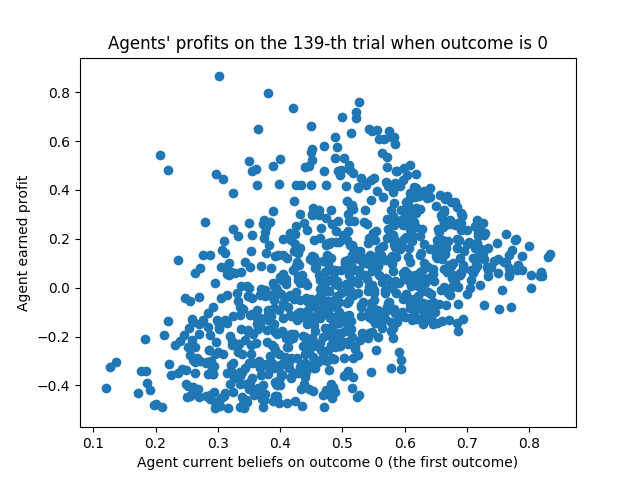 Agents' profits on the 139-th trial when outcome is 0
0.8
0.6
0.4
0.2
0.0
−0.2
−0.4
Agent earned profit
0.1 0.2 0.3 0.4 0.5 0.6 0.7 0.8
Agent current beliefs on outcome 0 (the first outcome)